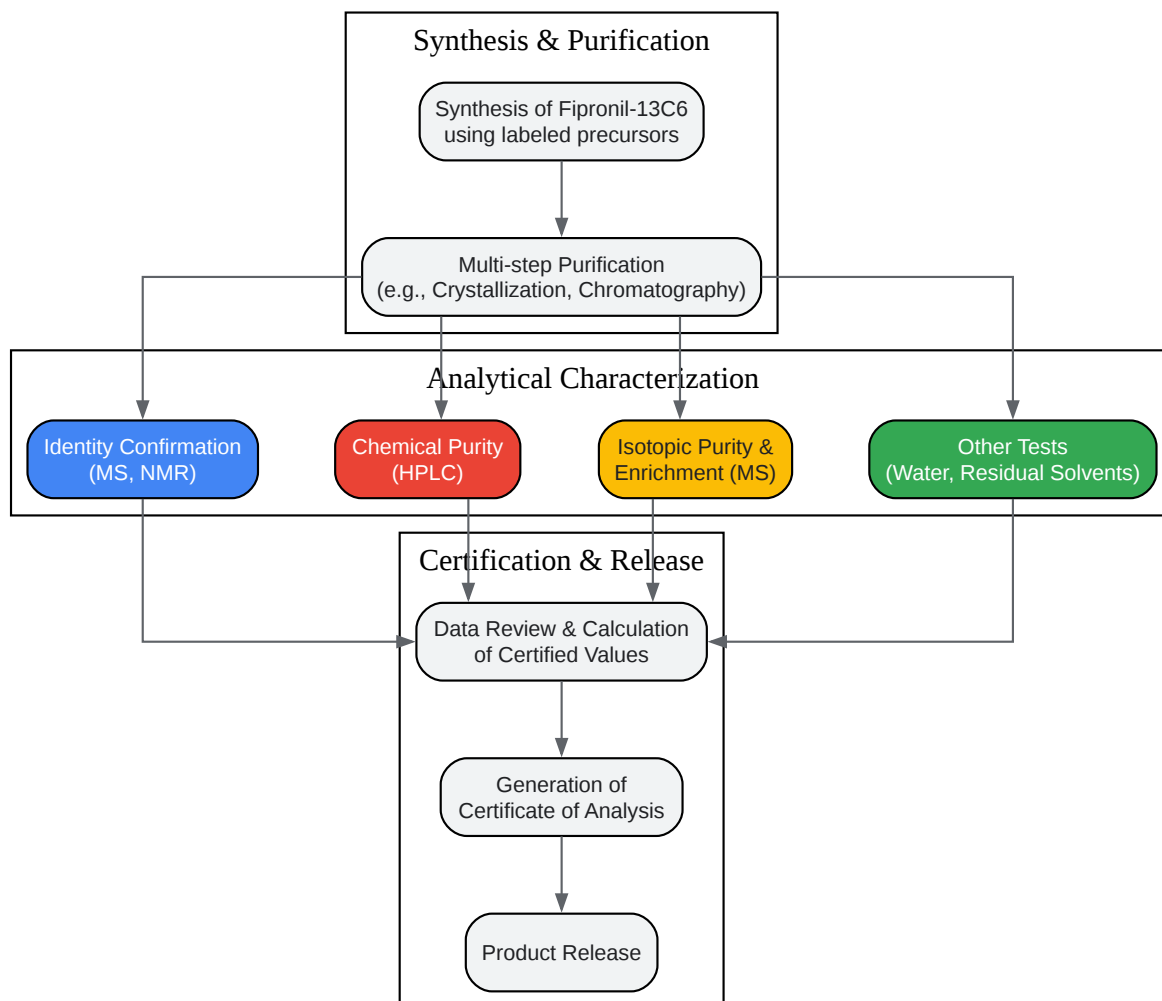 Synthesis & Purification
Synthesis of Fipronil-13C6
using labeled precursors
Multi-step Purification
(e.g., Crystallization, Chromatography)
Analytical Characterization
Identity Confirmation
(MS, NMR)
Chemical Purity
(HPLC)
Isotopic Purity &
Enrichment (MS)
Other Tests
(Water, Residual Solvents)
Certification & Release
Data Review & Calculation
of Certified Values
Generation of
Certificate of Analysis
Product Release